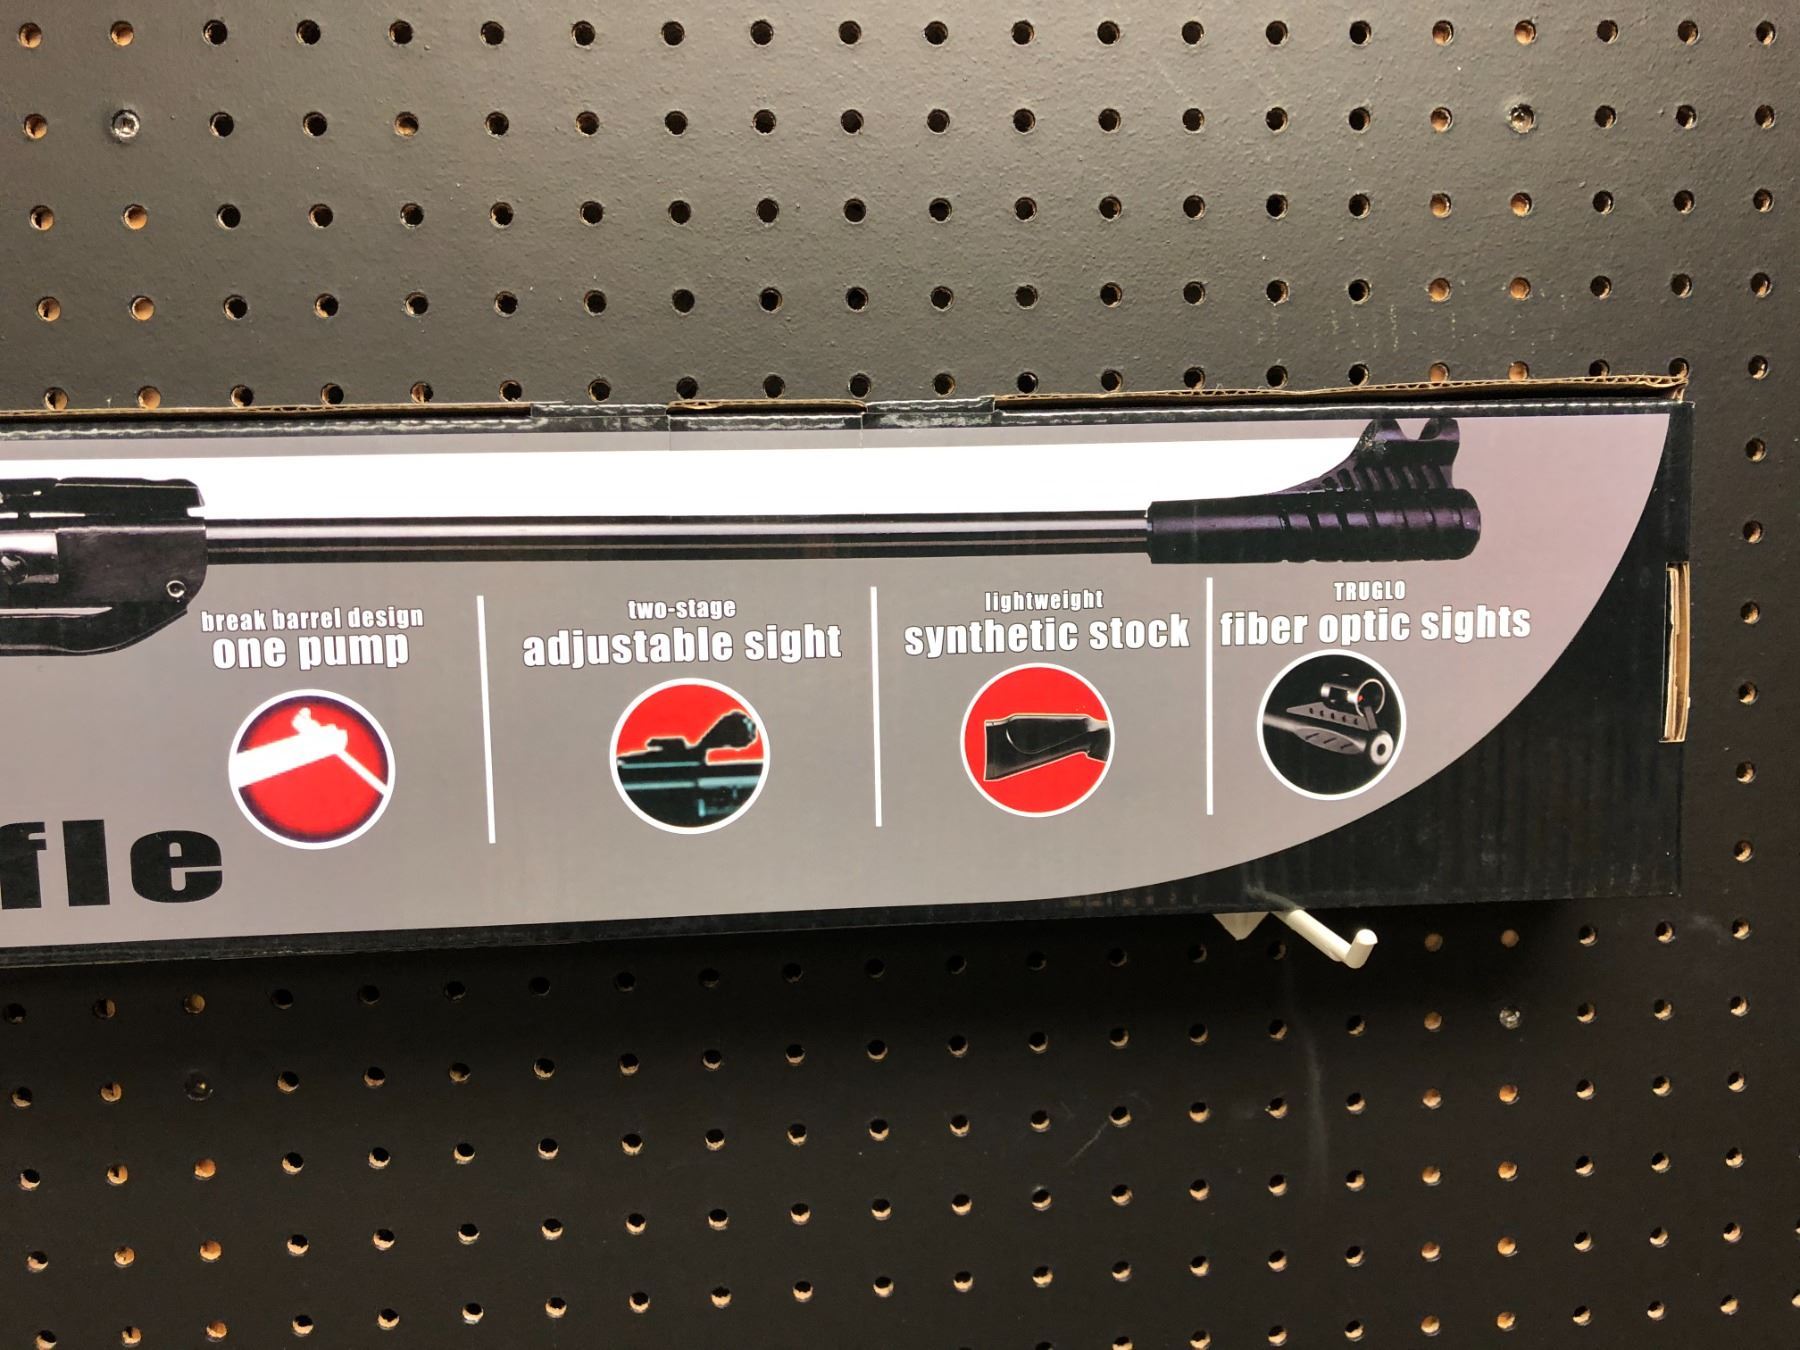 break barrel design
one pump
two-stage
adjustable sight
lightweight
synthetic stock
TRUGLO
fiber optic sights
fle